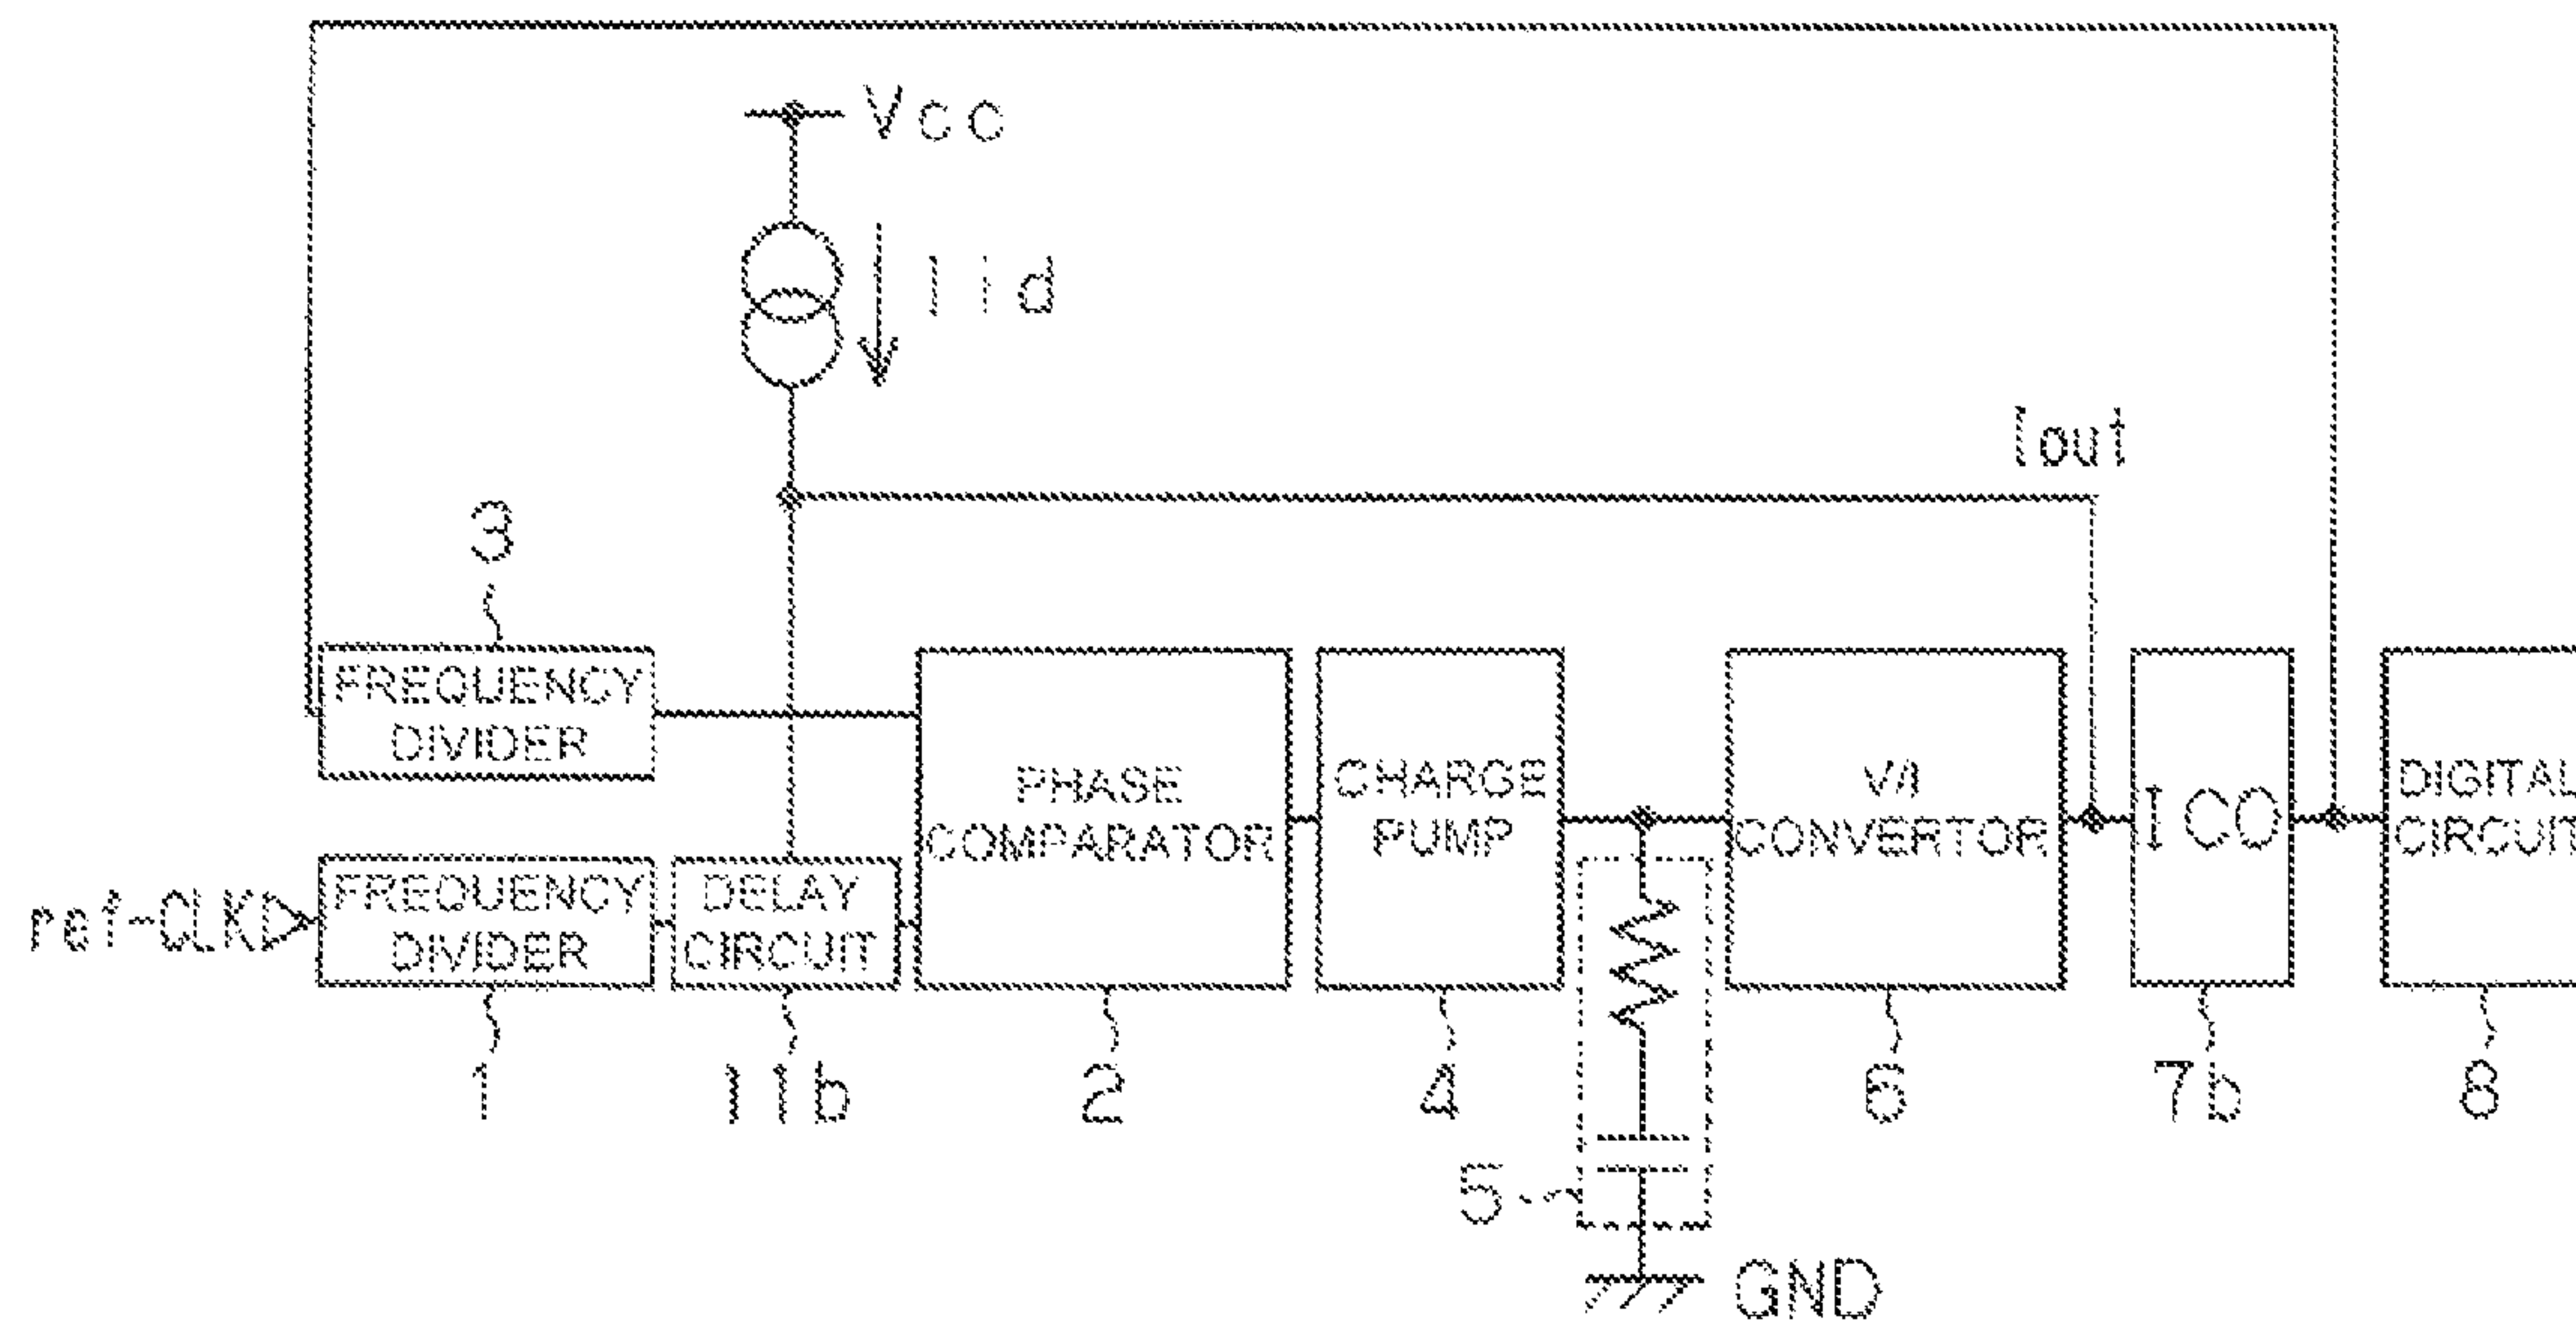 Vcc
11d
Iout
3
FREQUENCY
DIVIDER
PHASE
COMPARATOR
CHARGE
PUMP
V/I
CONVERTOR
ICO
DIGITAL
CIRCUIT
ref-CLK
FREQUENCY
DIVIDER
DELAY
CIRCUIT
1
11b
2
4
6
7b
8
5
GND